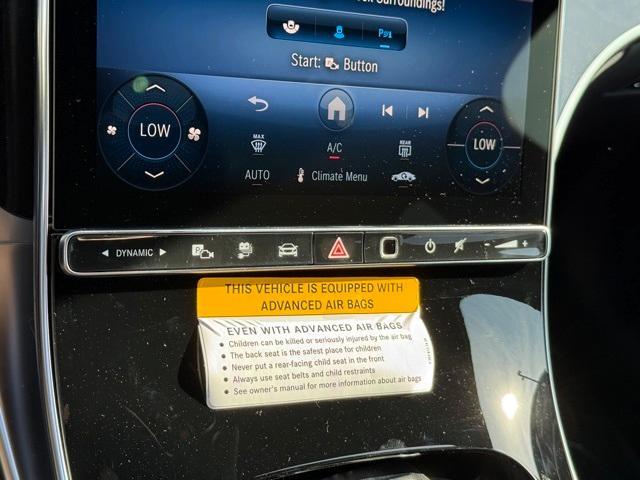 Surroundings!
Start: Button
LOW
MAX
A/C
REAR
LOW
AUTO
Climate Menu
DYNAMIC
P
- +
THIS VEHICLE IS EQUIPPED WITH
ADVANCED AIR BAGS
EVEN WITH ADVANCED AIR BAGS
• Children can be killed or seriously injured by the air bag
• The back seat is the safest place for children
• Never put a rear-facing child seat in the front
• Always use seat belts and child restraints
• See owner's manual for more information about air bags